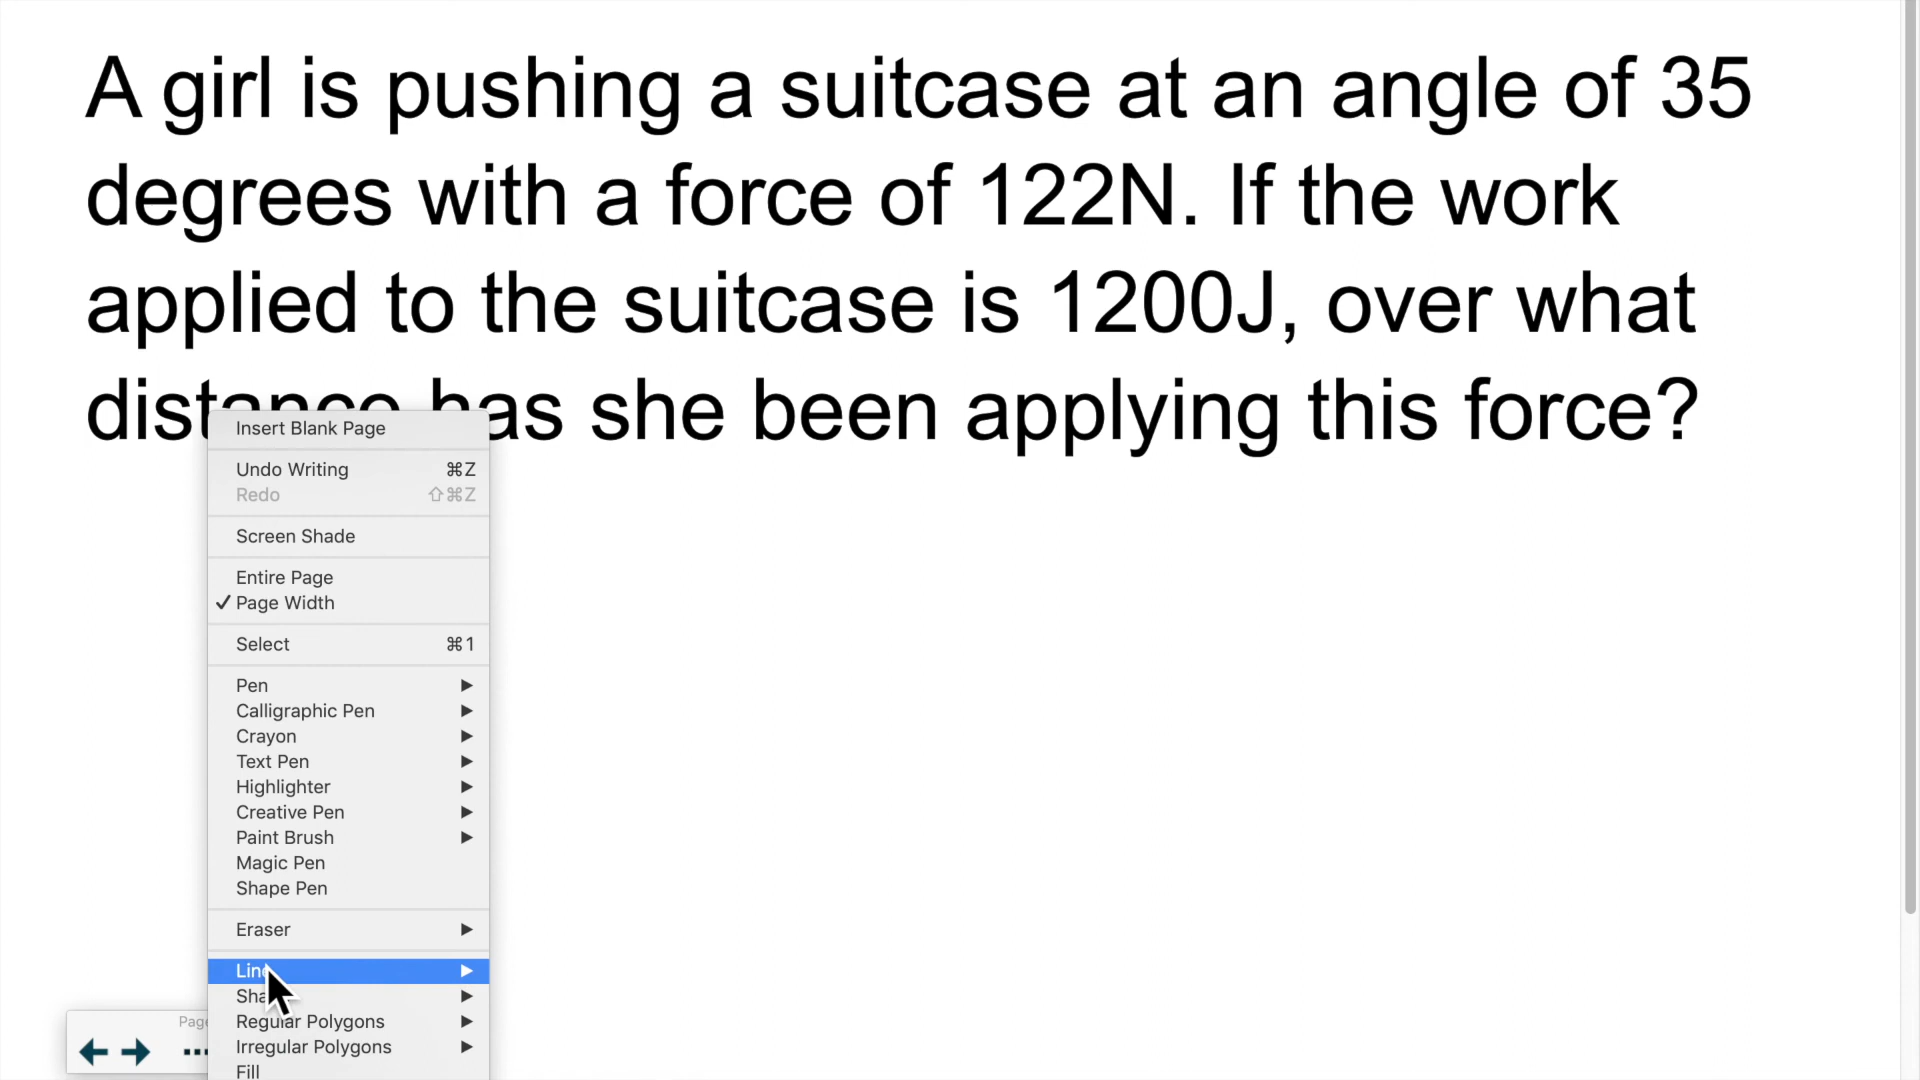 A girl is pushing a suitcase at an angle of 35
degrees with a force of 122N. If the work
applied to the suitcase is 1200J, over what
has she been applying this force?
Insert Blank Page
Undo Writing ⌘Z
Redo ⇧⌘Z
Screen Shade
Entire Page
✓ Page Width
Select ⌘1
Pen
Calligraphic Pen
Crayon
Text Pen
Highlighter
Creative Pen
Paint Brush
Magic Pen
Shape Pen
Eraser
Regular Polygons
Irregular Polygons
Fill
Page